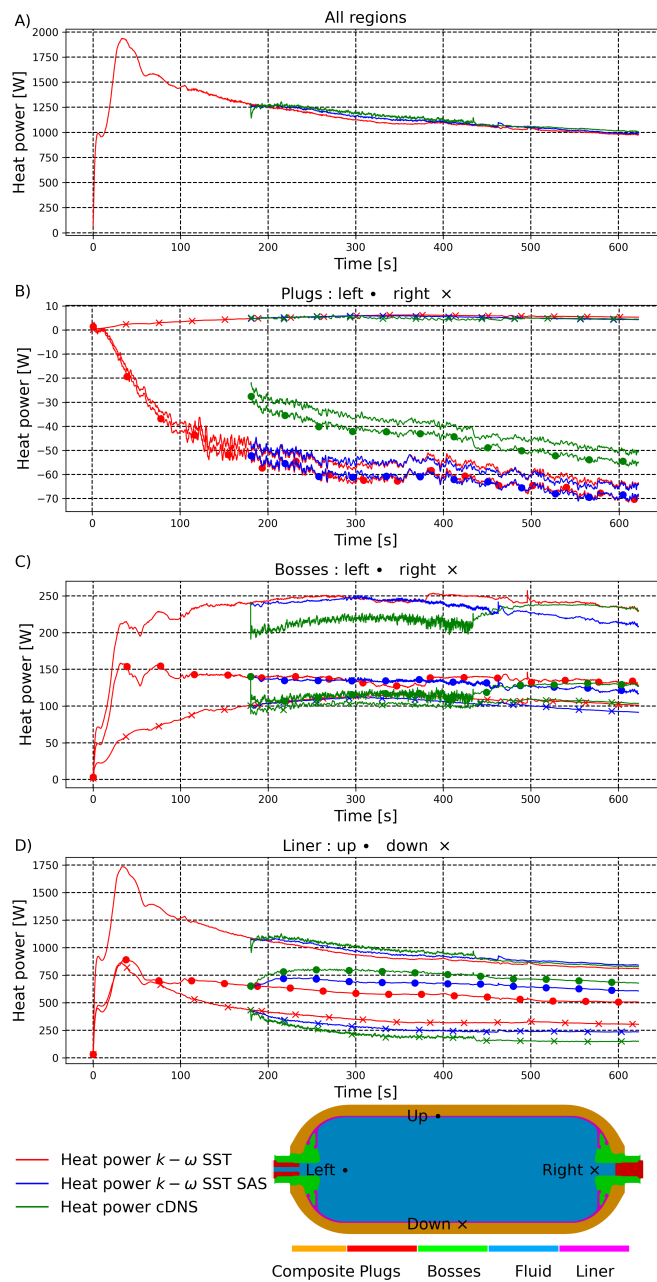 A)
All regions
Heat power [W]
2000
1750
1500
1250
1000
750
500
250
0
0 100 200 300 400 500 600
Time [s]
B)
Plugs : left • right ×
Heat power [W]
10
0
−10
−20
−30
−40
−50
−60
−70
0 100 200 300 400 500 600
Time [s]
C)
Bosses : left • right ×
Heat power [W]
250
200
150
100
50
0
0 100 200 300 400 500 600
Time [s]
D)
Liner : up • down ×
Heat power [W]
1750
1500
1250
1000
750
500
250
0
0 100 200 300 400 500 600
Time [s]
Heat power k − ω SST
Heat power k − ω SST SAS
Heat power cDNS
Up •
Left •
Right ×
Down ×
Composite Plugs Bosses Fluid Liner